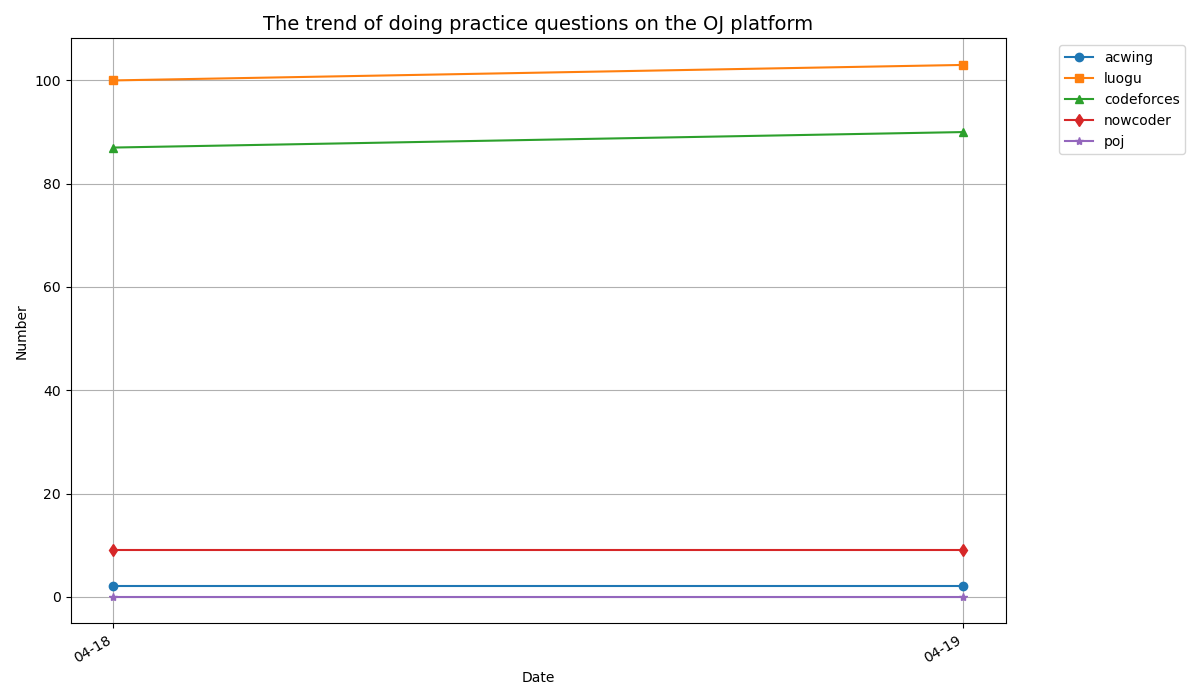 The trend of doing practice questions on the OJ platform
acwing
luogu
codeforces
nowcoder
poj
100
80
60
40
20
0
Number
04-18
04-19
Date